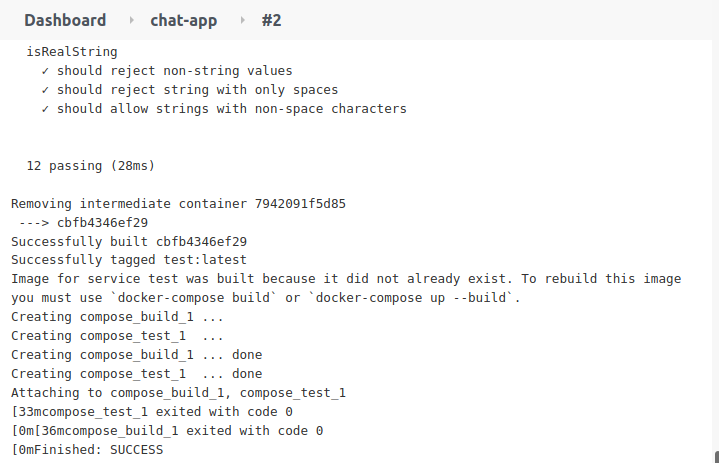 Dashboard › chat-app › #2
isRealString
✓ should reject non-string values
✓ should reject string with only spaces
✓ should allow strings with non-space characters
12 passing (28ms)
Removing intermediate container 7942091f5d85
---> cbfb4346ef29
Successfully built cbfb4346ef29
Successfully tagged test:latest
Image for service test was built because it did not already exist. To rebuild this image
you must use `docker-compose build` or `docker-compose up --build`.
Creating compose_build_1 ...
Creating compose_test_1  ...
Creating compose_build_1 ... done
Creating compose_test_1  ... done
Attaching to compose_build_1, compose_test_1
[33mcompose_test_1 exited with code 0
[0m[36mcompose_build_1 exited with code 0
[0mFinished: SUCCESS